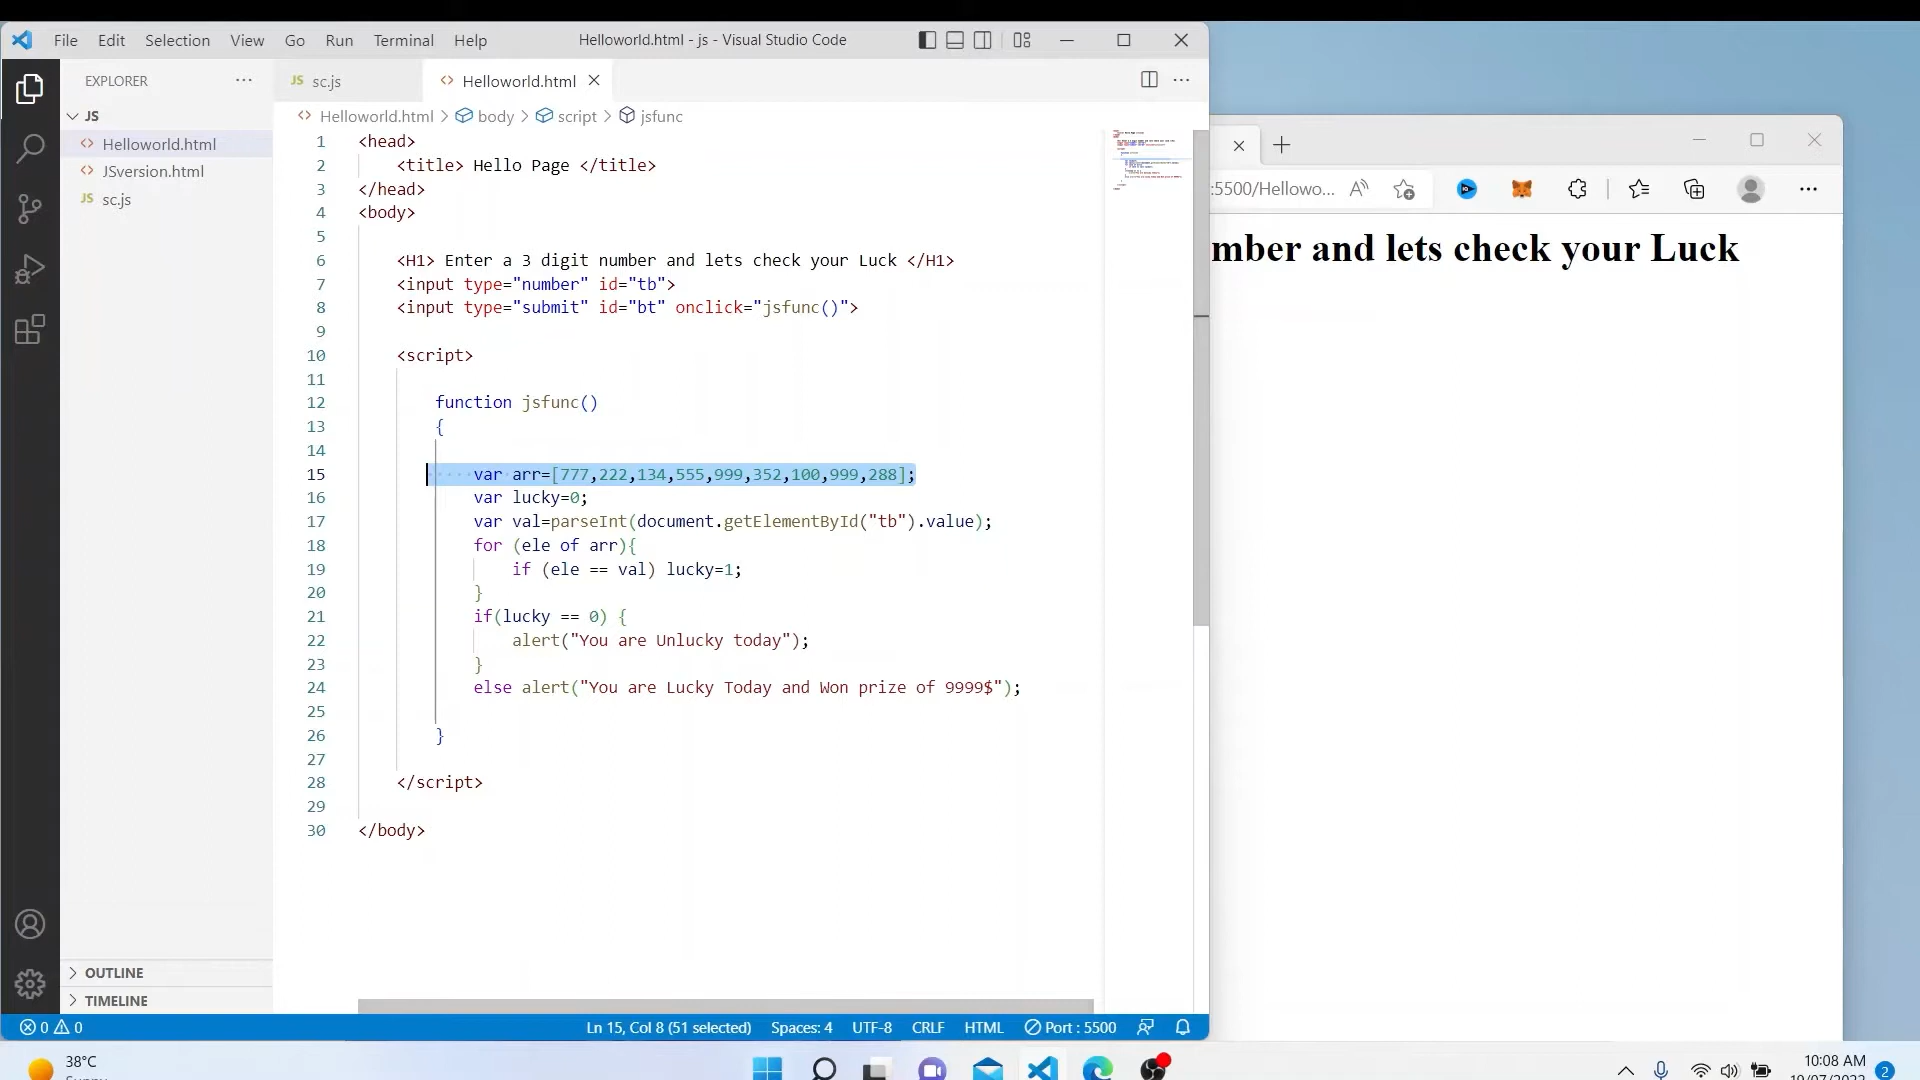 File Edit Selection View Go Run Terminal Help Helloworld.html - js - Visual Studio Code
EXPLORER
JS sc.js
Helloworld.html
JS
Helloworld.html
JSversion.html
JS sc.js
Helloworld.html > body > script > jsfunc
1 <head>
2 <title> Hello Page </title>
3 </head>
4 <body>
5
6 <H1> Enter a 3 digit number and lets check your Luck </H1>
7 <input type="number" id="tb">
8 <input type="submit" id="bt" onclick="jsfunc()">
9
10 <script>
11
12 function jsfunc()
13 {
14
15 var arr=[777,222,134,555,999,352,100,999,288];
16 var lucky=0;
17 var val=parseInt(document.getElementById("tb").value);
18 for (ele of arr){
19 if (ele == val) lucky=1;
20 }
21 if(lucky == 0) {
22 alert("You are Unlucky today");
23 }
24 else alert("You are Lucky Today and Won prize of 9999$");
25
26 }
27
28 </script>
29
30 </body>
OUTLINE
TIMELINE
0 0 Ln 15, Col 8 (51 selected) Spaces: 4 UTF-8 CRLF HTML Port : 5500
:5500/Hellowo...
mber and lets check your Luck
38°C
Sunny
10:08 AM
2